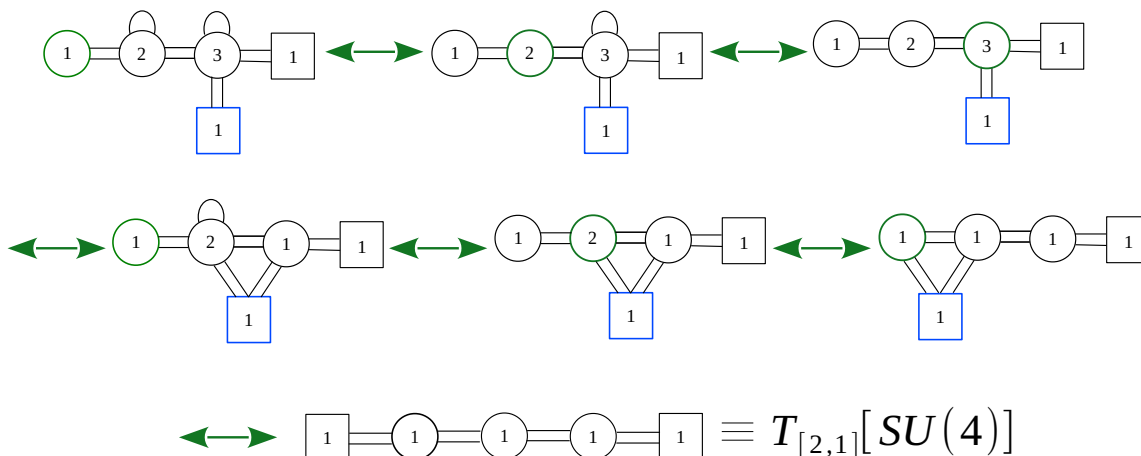 1 2 3 1 1 2 3 1 1 2 3 1
1 1 1
1 2 1 1 1 2 1 1 1 1 1 1
1 1 1
1 1 1 1 1 ≡ T_[2,1][SU(4)]